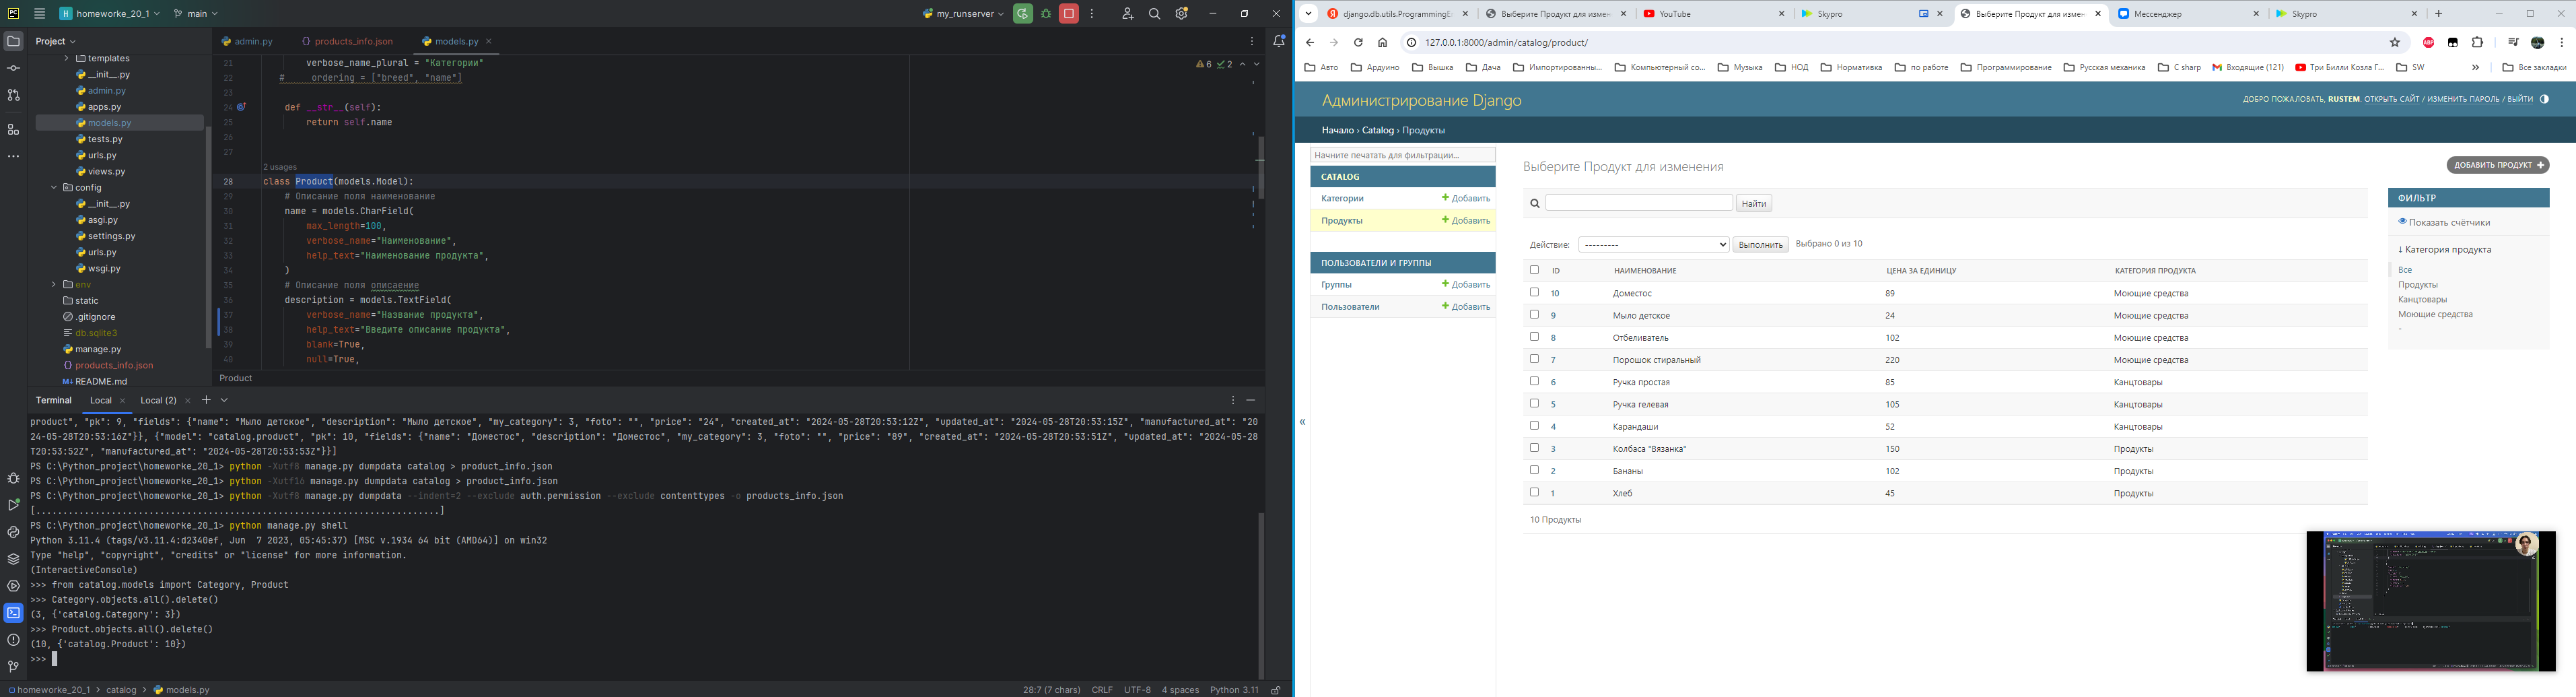 PC
H homeworke_20_1
main
my_runserver
Project
admin.py
products_info.json
models.py
templates
__init__.py
admin.py
apps.py
models.py
tests.py
urls.py
views.py
config
__init__.py
asgi.py
settings.py
urls.py
wsgi.py
env
static
.gitignore
db.sqlite3
manage.py
products_info.json
README.md
6 2
21 verbose_name_plural = "Категории"
22 # ordering = ["breed", "name"]
23
24 def __str__(self):
25 return self.name
26
27
2 usages
28 class Product(models.Model):
29 # Описание поля наименование
30 name = models.CharField(
31 max_length=100,
32 verbose_name="Наименование",
33 help_text="Наименование продукта",
34 )
35 # Описание поля описаение
36 description = models.TextField(
37 verbose_name="Название продукта",
38 help_text="Введите описание продукта",
39 blank=True,
40 null=True,
Product
Terminal Local Local (2)
product", "pk": 9, "fields": {"name": "Мыло детское", "description": "Мыло детское", "my_category": 3, "foto": "", "price": "24", "created_at": "2024-05-28T20:53:12Z", "updated_at": "2024-05-28T20:53:15Z", "manufactured_at": "20
24-05-28T20:53:16Z"}}, {"model": "catalog.product", "pk": 10, "fields": {"name": "Доместос", "description": "Доместос", "my_category": 3, "foto": "", "price": "89", "created_at": "2024-05-28T20:53:51Z", "updated_at": "2024-05-28
T20:53:52Z", "manufactured_at": "2024-05-28T20:53:53Z"}}]
PS C:\Python_project\homeworke_20_1> python -Xutf8 manage.py dumpdata catalog > product_info.json
PS C:\Python_project\homeworke_20_1> python -Xutf16 manage.py dumpdata catalog > product_info.json
PS C:\Python_project\homeworke_20_1> python -Xutf8 manage.py dumpdata --indent=2 --exclude auth.permission --exclude contenttypes -o products_info.json
[...........................................................................]
PS C:\Python_project\homeworke_20_1> python manage.py shell
Python 3.11.4 (tags/v3.11.4:d2340ef, Jun 7 2023, 05:45:37) [MSC v.1934 64 bit (AMD64)] on win32
Type "help", "copyright", "credits" or "license" for more information.
(InteractiveConsole)
>>> from catalog.models import Category, Product
>>> Category.objects.all().delete()
(3, {'catalog.Category': 3})
>>> Product.objects.all().delete()
(10, {'catalog.Product': 10})
>>>
homeworke_20_1 > catalog > models.py
28:7 (7 chars) CRLF UTF-8 4 spaces Python 3.11
django.db.utils.ProgrammingE
Выберите Продукт для измен
YouTube
Skypro
Выберите Продукт для измен
Мессенджер
Skypro
127.0.0.1:8000/admin/catalog/product/
ABP
Авто Ардуино Вышка Дача Импортированны... Компьютерный со... Музыка НОД Нормативка по работе Программирование Русская механика C sharp Входящие (121) Три Билли Козла Г... SW » Все закладки
Администрирование Django
ДОБРО ПОЖАЛОВАТЬ, RUSTEM. ОТКРЫТЬ САЙТ / ИЗМЕНИТЬ ПАРОЛЬ / ВЫЙТИ
Начало › Catalog › Продукты
Начните печатать для фильтрации...
CATALOG
Категории + Добавить
Продукты + Добавить
ПОЛЬЗОВАТЕЛИ И ГРУППЫ
Группы + Добавить
Пользователи + Добавить
«
Выберите Продукт для изменения
ДОБАВИТЬ ПРОДУКТ +
Найти
Действие: --------- Выполнить Выбрано 0 из 10
ID НАИМЕНОВАНИЕ ЦЕНА ЗА ЕДИНИЦУ КАТЕГОРИЯ ПРОДУКТА
10 Доместос 89 Моющие средства
9 Мыло детское 24 Моющие средства
8 Отбеливатель 102 Моющие средства
7 Порошок стиральный 220 Моющие средства
6 Ручка простая 85 Канцтовары
5 Ручка гелевая 105 Канцтовары
4 Карандаши 52 Канцтовары
3 Колбаса "Вязанка" 150 Продукты
2 Бананы 102 Продукты
1 Хлеб 45 Продукты
10 Продукты
ФИЛЬТР
Показать счётчики
↓ Категория продукта
Все
Продукты
Канцтовары
Моющие средства
-